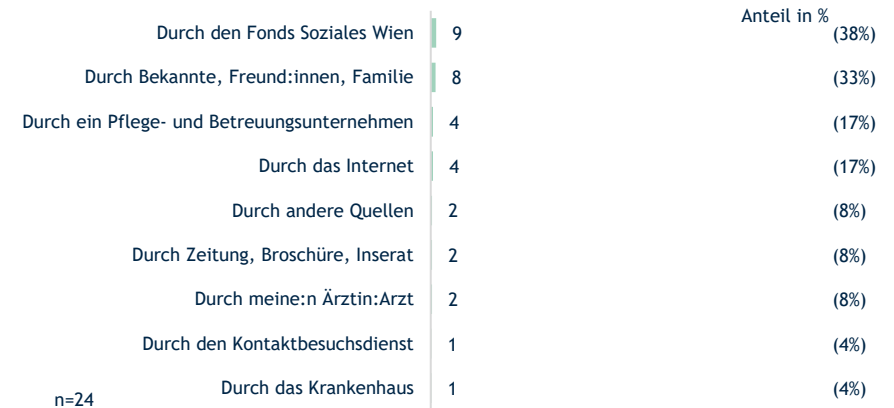 Anteil in %
Durch den Fonds Soziales Wien 9 (38%)
Durch Bekannte, Freund:innen, Familie 8 (33%)
Durch ein Pflege- und Betreuungsunternehmen 4 (17%)
Durch das Internet 4 (17%)
Durch andere Quellen 2 (8%)
Durch Zeitung, Broschüre, Inserat 2 (8%)
Durch meine:n Ärztin:Arzt 2 (8%)
Durch den Kontaktbesuchsdienst 1 (4%)
Durch das Krankenhaus 1 (4%)
n=24